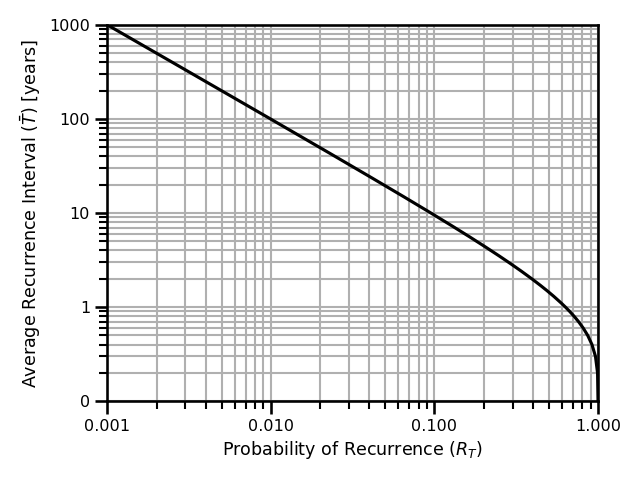 Average Recurrence Interval (T̄) [years]
1000
100
10
1
0
0.001 0.010 0.100 1.000
Probability of Recurrence (R_T)